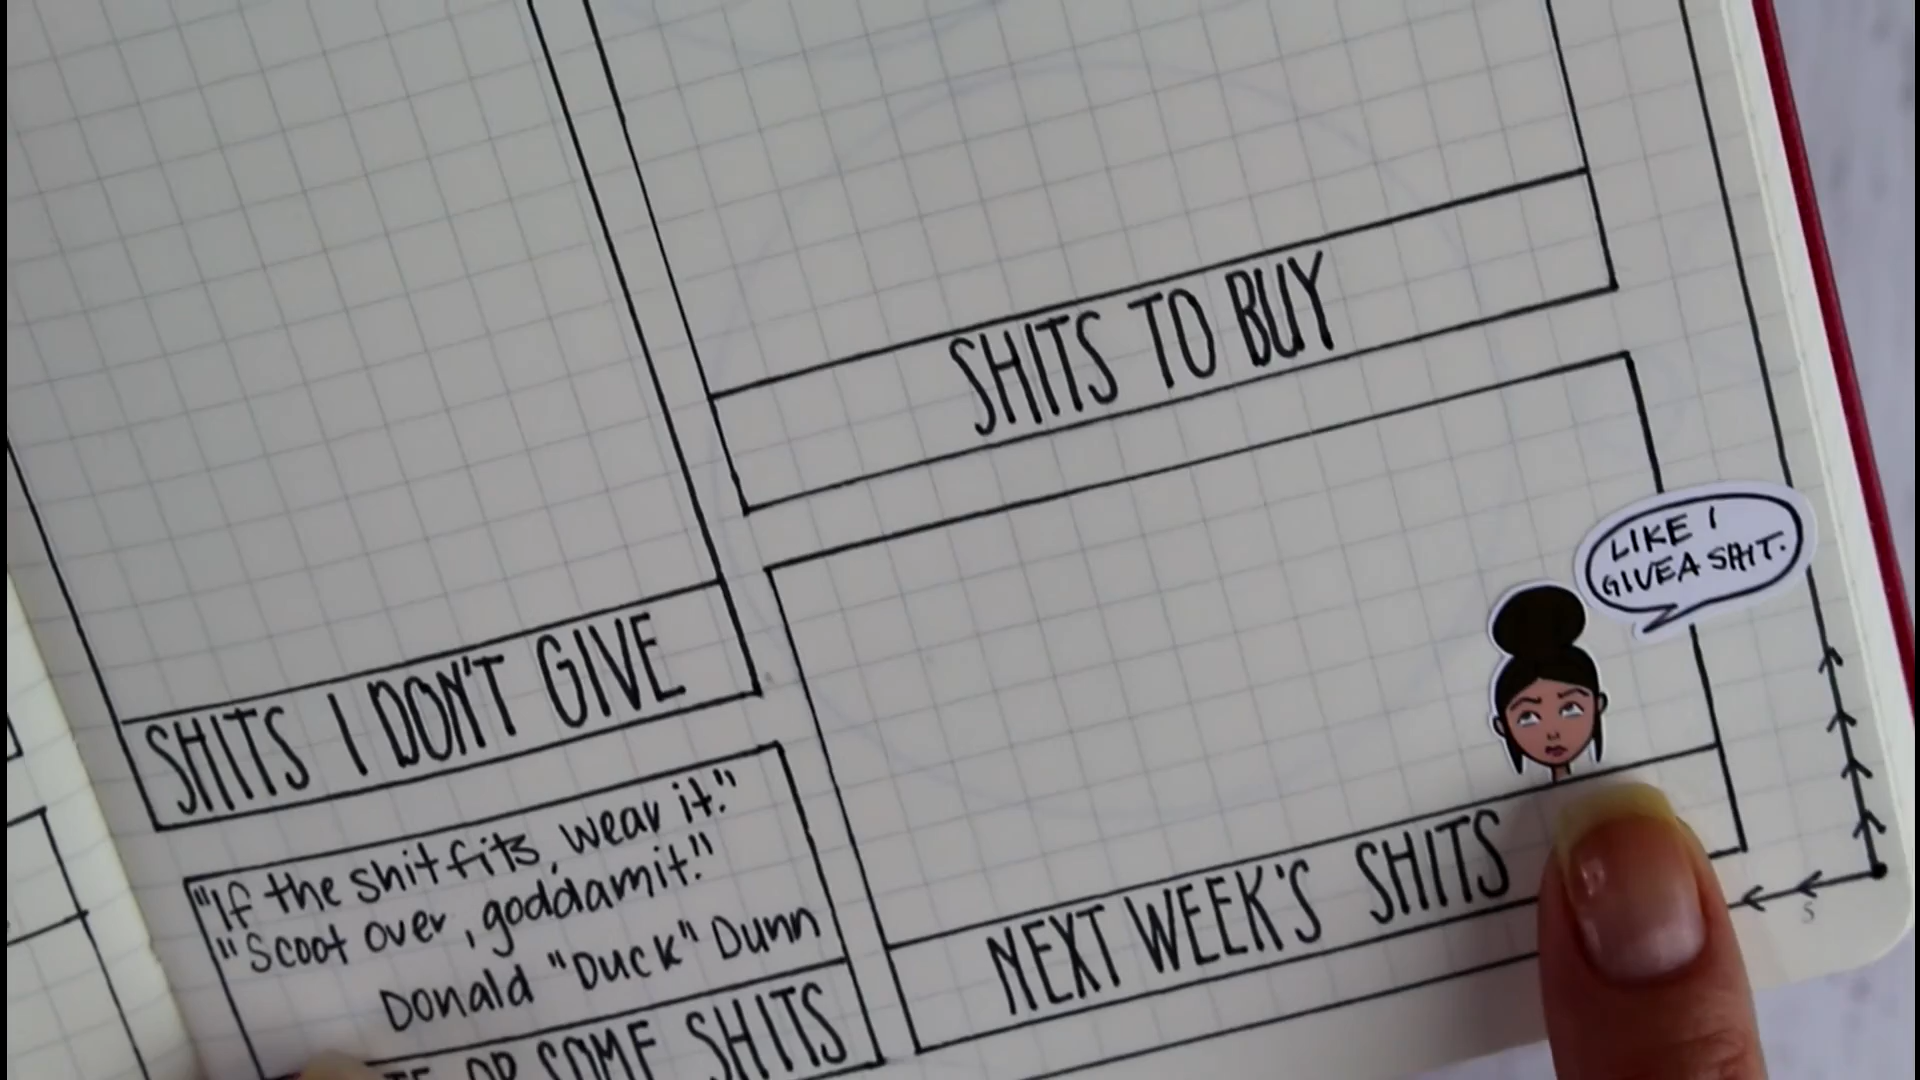 SHITS TO BUY
LIKE I
GIVE A SHIT.
SHITS I DON'T GIVE
"If the shit fits, wear it."
"Scoot over, goddamit."
Donald "Duck" Dunn
NEXT WEEK'S SHITS
OR SOME SHITS